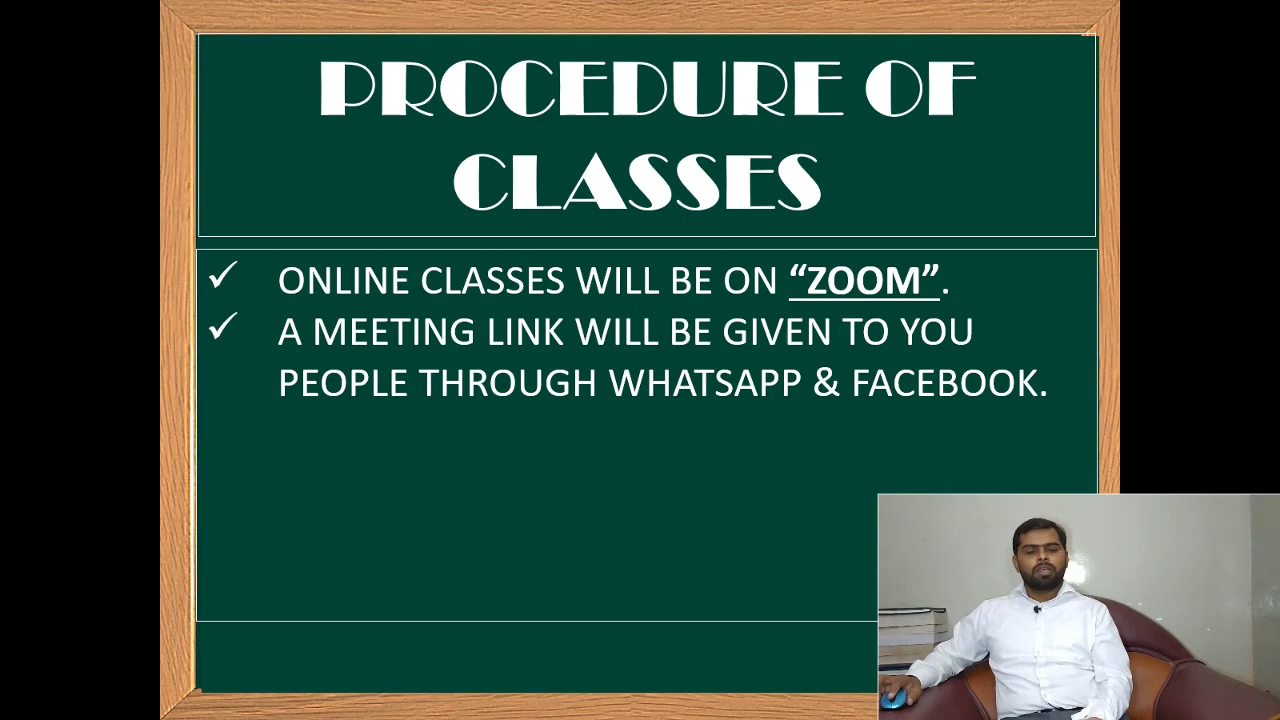 PROCEDURE OF
CLASSES
✓ ONLINE CLASSES WILL BE ON “ZOOM”.
✓ A MEETING LINK WILL BE GIVEN TO YOU
PEOPLE THROUGH WHATSAPP & FACEBOOK.